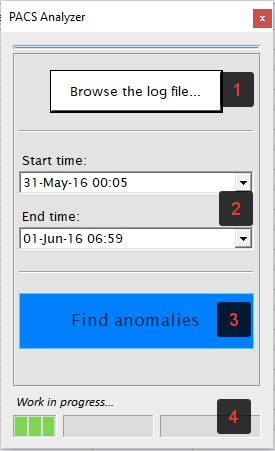 PACS Analyzer
x
Browse the log file...
1
Start time:
31-May-16 00:05
2
End time:
01-Jun-16 06:59
Find anomalies
3
Work in progress...
4